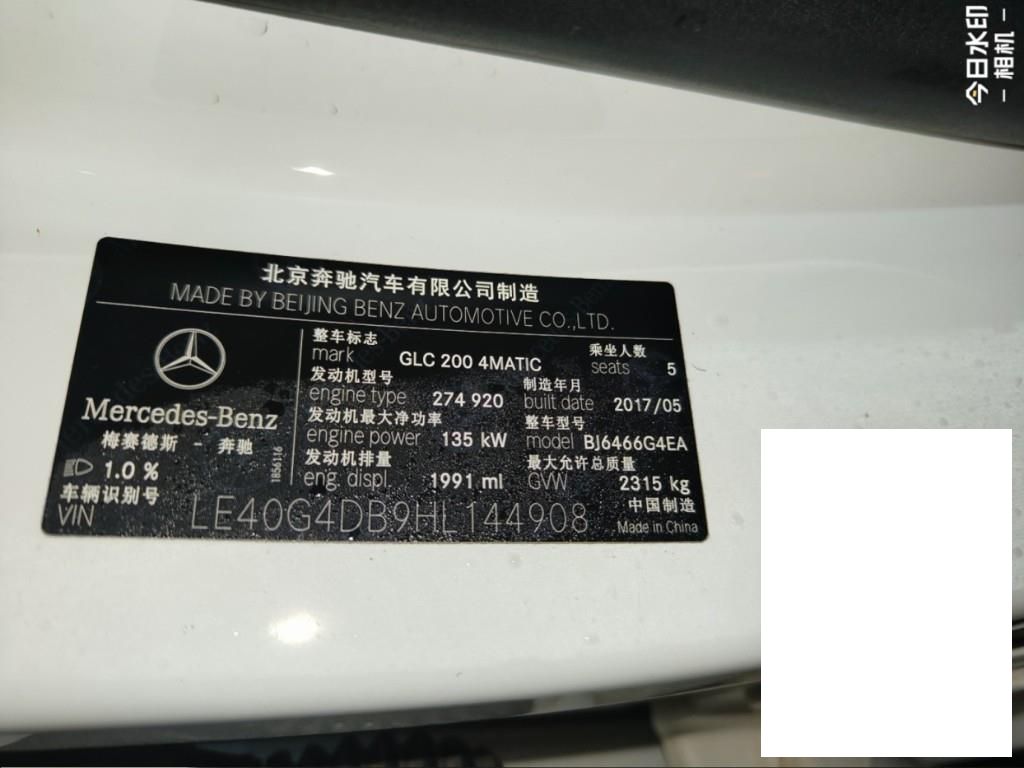 今日水印
- 相机 -
北京奔驰汽车有限公司制造
MADE BY BEIJING BENZ AUTOMOTIVE CO.,LTD.
Mercedes-Benz
梅赛德斯 - 奔驰
1.0 %
1856116
整车标志
mark GLC 200 4MATIC
乘坐人数
seats 5
发动机型号
engine type 274 920
制造年月
built date 2017/05
发动机最大净功率
engine power 135 kW
整车型号
model BJ6466G4EA
发动机排量
eng. displ. 1991 ml
最大允许总质量
GVW 2315 kg
车辆识别号
VIN LE40G4DB9HL144908
中国制造
Made in China